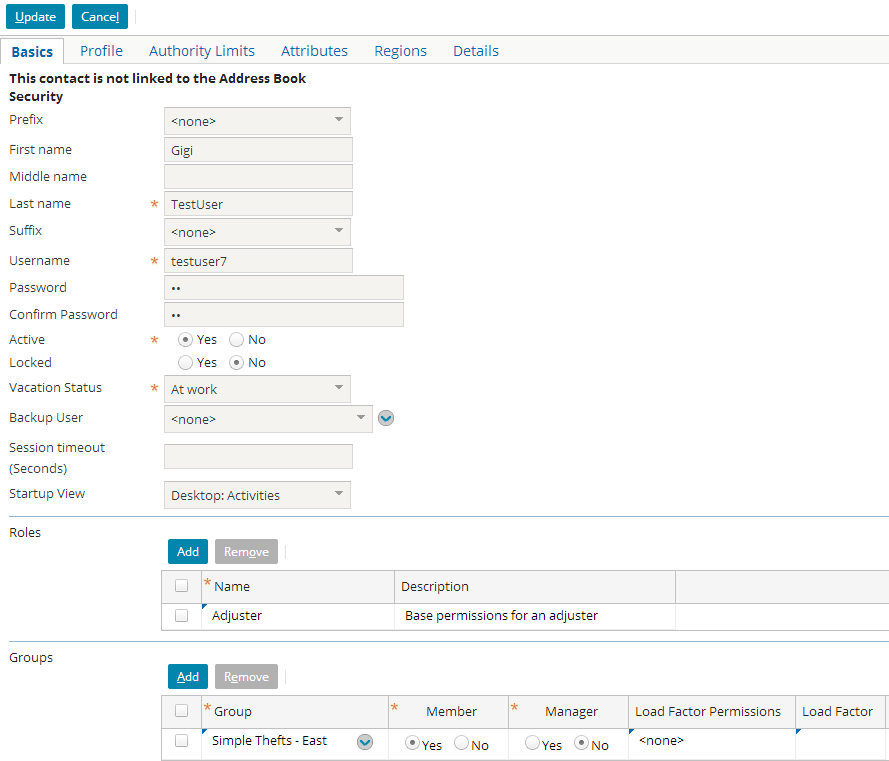 Update Cancel
Basics Profile Authority Limits Attributes Regions Details
This contact is not linked to the Address Book
Security
Prefix <none>
First name Gigi
Middle name
Last name * TestUser
Suffix <none>
Username * testuser7
Password ••
Confirm Password ••
Active * Yes No
Locked Yes No
Vacation Status * At work
Backup User <none>
Session timeout
(Seconds)
Startup View Desktop: Activities
Roles
Add Remove
* Name Description
Adjuster Base permissions for an adjuster
Groups
Add Remove
* Group * Member * Manager Load Factor Permissions Load Factor
Simple Thefts - East Yes No Yes No <none>